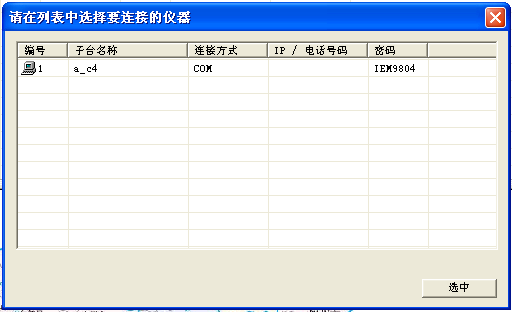 请在列表中选择要连接的仪器
编号 子台名称 连接方式 IP / 电话号码 密码
1 a_c4 COM IEM9804
选中